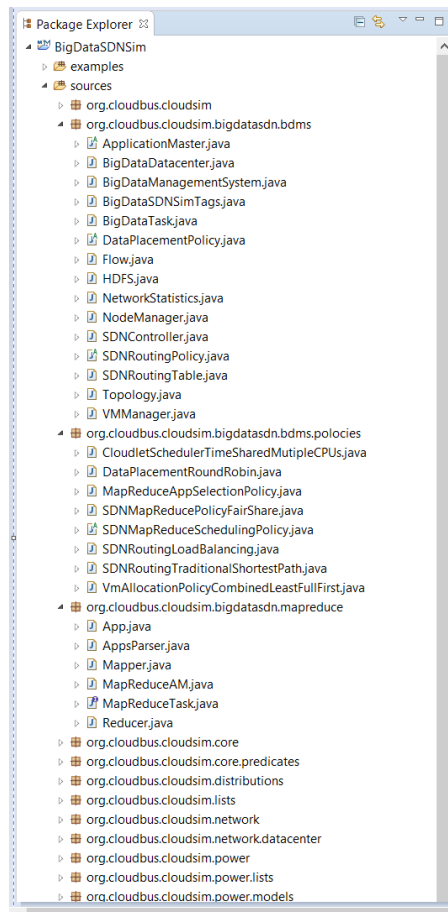 Package Explorer
BigDataSDNSim
examples
sources
org.cloudbus.cloudsim
org.cloudbus.cloudsim.bigdatasdn.bdms
ApplicationMaster.java
BigDataDatacenter.java
BigDataManagementSystem.java
BigDataSDNSimTags.java
BigDataTask.java
DataPlacementPolicy.java
Flow.java
HDFS.java
NetworkStatistics.java
NodeManager.java
SDNController.java
SDNRoutingPolicy.java
SDNRoutingTable.java
Topology.java
VMManager.java
org.cloudbus.cloudsim.bigdatasdn.bdms.polocies
CloudletSchedulerTimeSharedMutipleCPUs.java
DataPlacementRoundRobin.java
MapReduceAppSelectionPolicy.java
SDNMapReducePolicyFairShare.java
SDNMapReduceSchedulingPolicy.java
SDNRoutingLoadBalancing.java
SDNRoutingTraditionalShortestPath.java
VmAllocationPolicyCombinedLeastFullFirst.java
org.cloudbus.cloudsim.bigdatasdn.mapreduce
App.java
AppsParser.java
Mapper.java
MapReduceAM.java
MapReduceTask.java
Reducer.java
org.cloudbus.cloudsim.core
org.cloudbus.cloudsim.core.predicates
org.cloudbus.cloudsim.distributions
org.cloudbus.cloudsim.lists
org.cloudbus.cloudsim.network
org.cloudbus.cloudsim.network.datacenter
org.cloudbus.cloudsim.power
org.cloudbus.cloudsim.power.lists
org.cloudbus.cloudsim.power.models